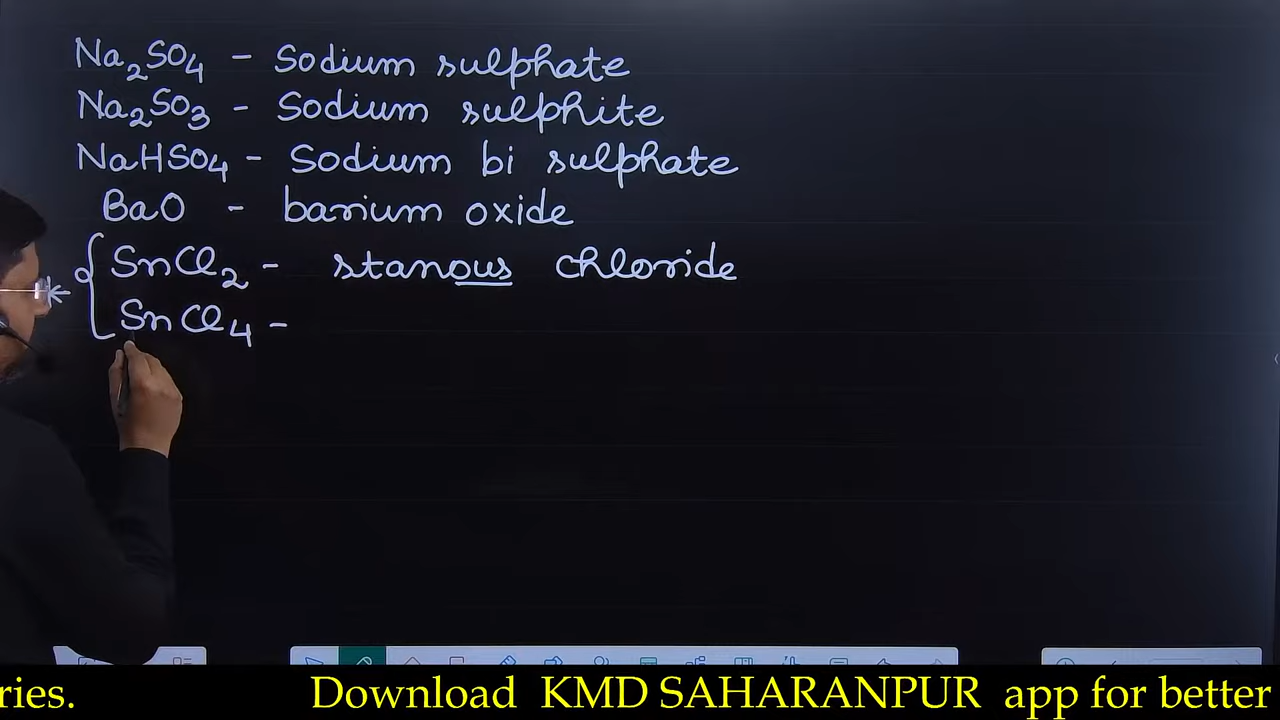 Na₂SO₄ - Sodium sulphate
Na₂SO₃ - Sodium sulphite
NaHSO₄ - Sodium bi sulphate
BaO - barium oxide
* { SnCl₂ - stanous chloride
SnCl₄ -
ries. Download KMD SAHARANPUR app for better